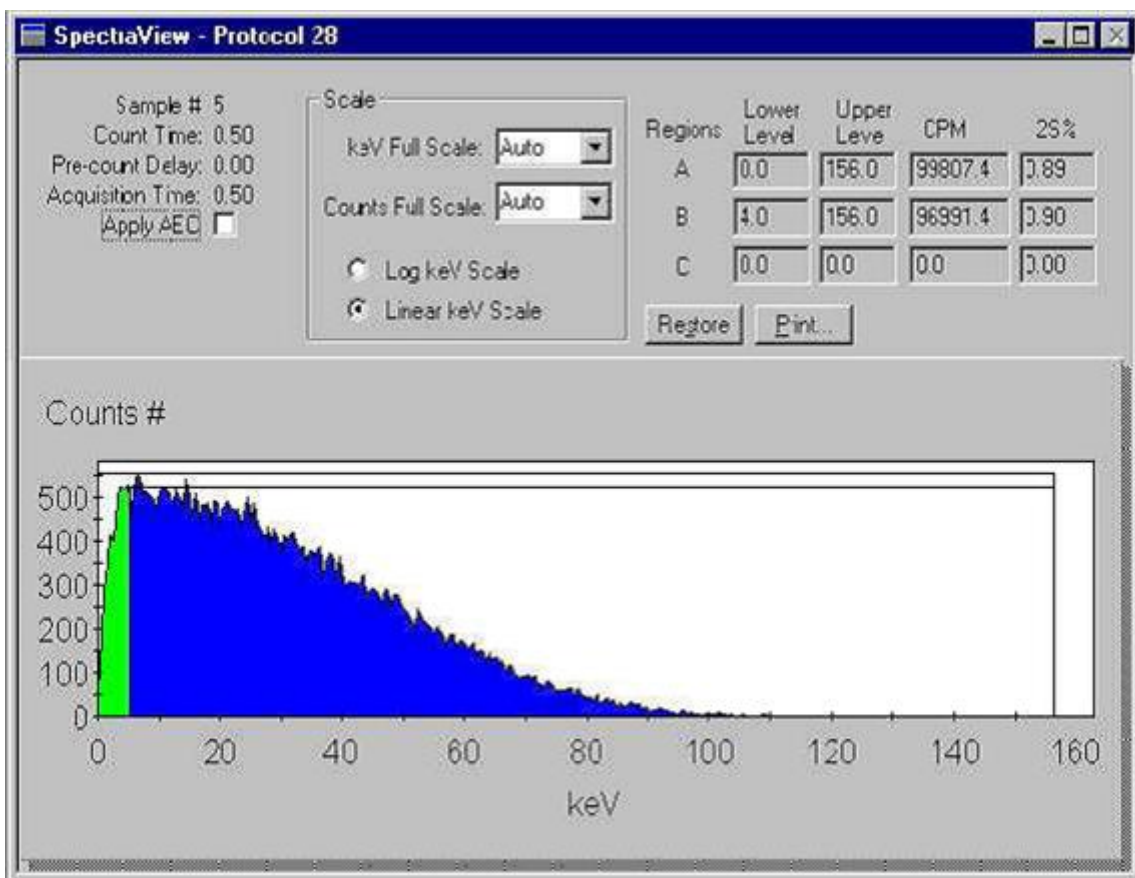 SpectraView - Protocol 28
Sample # 5
Count Time: 0.50
Pre-count Delay: 0.00
Acquisition Time: 0.50
Apply AEC
Scale
keV Full Scale: Auto
Counts Full Scale: Auto
Log keV Scale
Linear keV Scale
Regions Lower Level Upper Leve CPM 2S%
A 0.0 156.0 99807.4 0.89
B 4.0 156.0 96991.4 0.90
C 0.0 0.0 0.0 0.00
Restore Print...
Counts #
500
400
300
200
100
0
0 20 40 60 80 100 120 140 160
keV